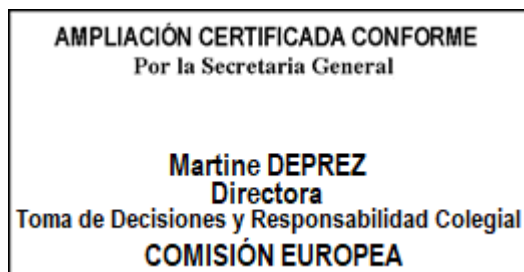 AMPLIACIÓN CERTIFICADA CONFORME
Por la Secretaria General
Martine DEPREZ
Directora
Toma de Decisiones y Responsabilidad Colegial
COMISIÓN EUROPEA